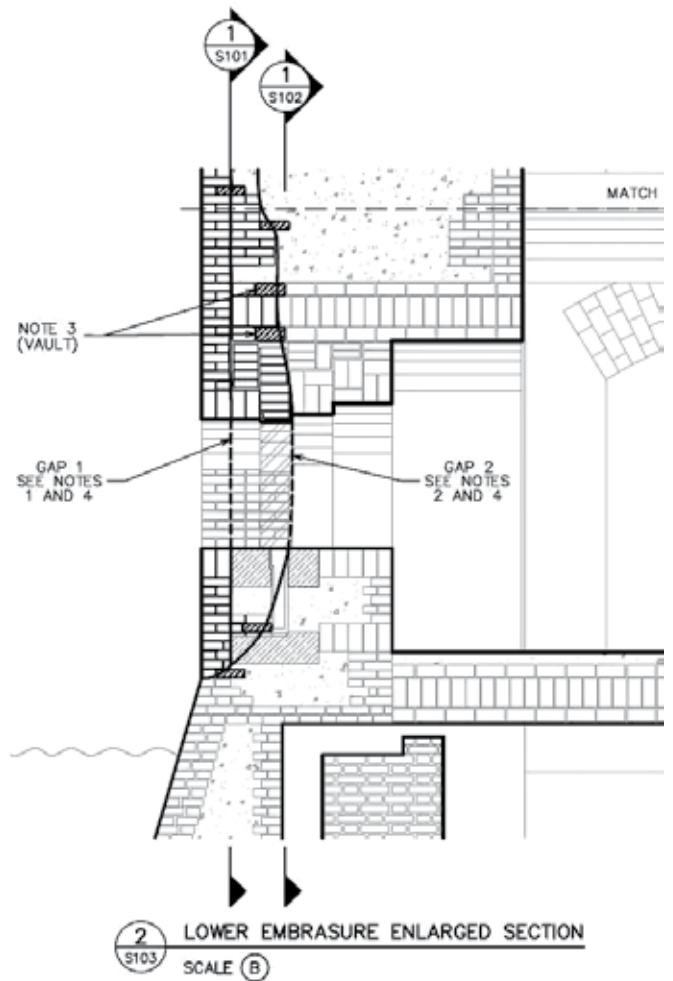 1
S101
1
S102
MATCH
NOTE 3
(VAULT)
GAP 1
SEE NOTES
1 AND 4
GAP 2
SEE NOTES
2 AND 4
2
S103
LOWER EMBRASURE ENLARGED SECTION
SCALE B